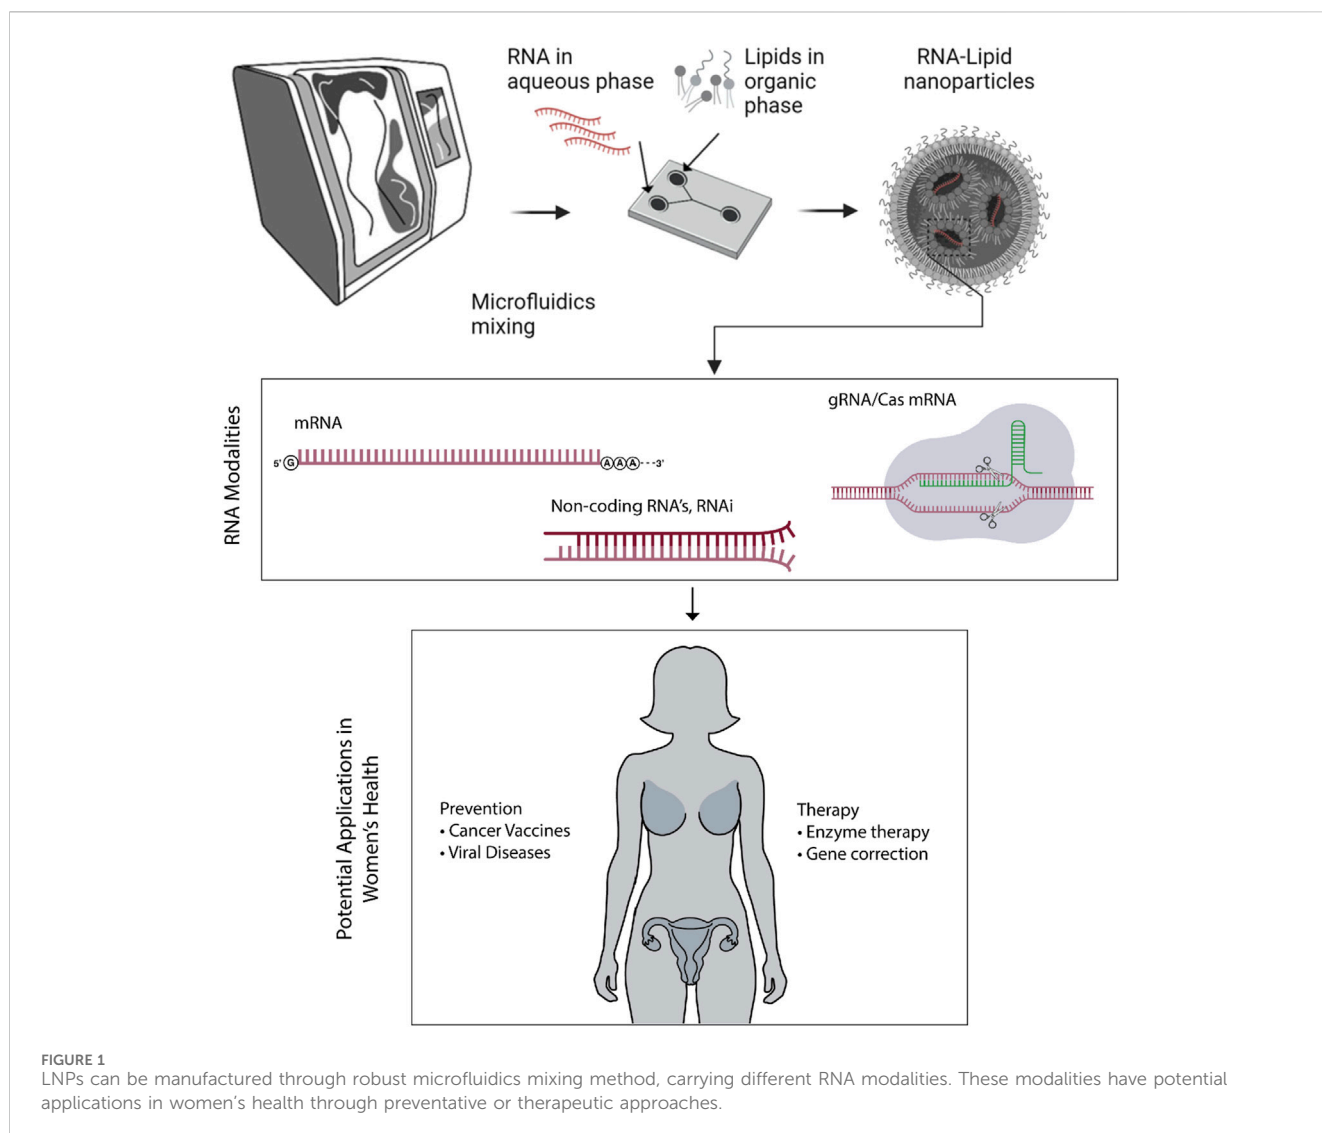 RNA in
aqueous phase
Lipids in
organic
phase
RNA-Lipid
nanoparticles
Microfluidics
mixing
RNA Modalities
mRNA
5' G AAA---3'
gRNA/Cas mRNA
Non-coding RNA's, RNAi
Potential Applications in
Women's Health
Prevention
• Cancer Vaccines
• Viral Diseases
Therapy
• Enzyme therapy
• Gene correction
FIGURE 1
LNPs can be manufactured through robust microfluidics mixing method, carrying different RNA modalities. These modalities have potential
applications in women's health through preventative or therapeutic approaches.